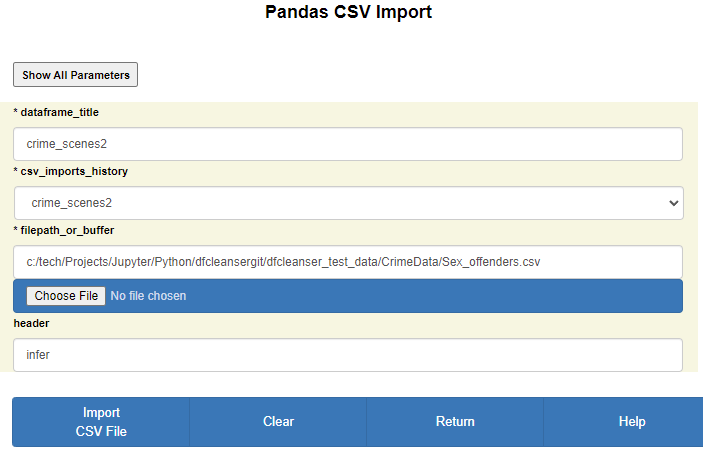 Pandas CSV Import
Show All Parameters
* dataframe_title
crime_scenes2
* csv_imports_history
crime_scenes2
* filepath_or_buffer
c:/tech/Projects/Jupyter/Python/dfcleansergit/dfcleanser_test_data/CrimeData/Sex_offenders.csv
Choose File No file chosen
header
infer
Import
CSV File
Clear
Return
Help